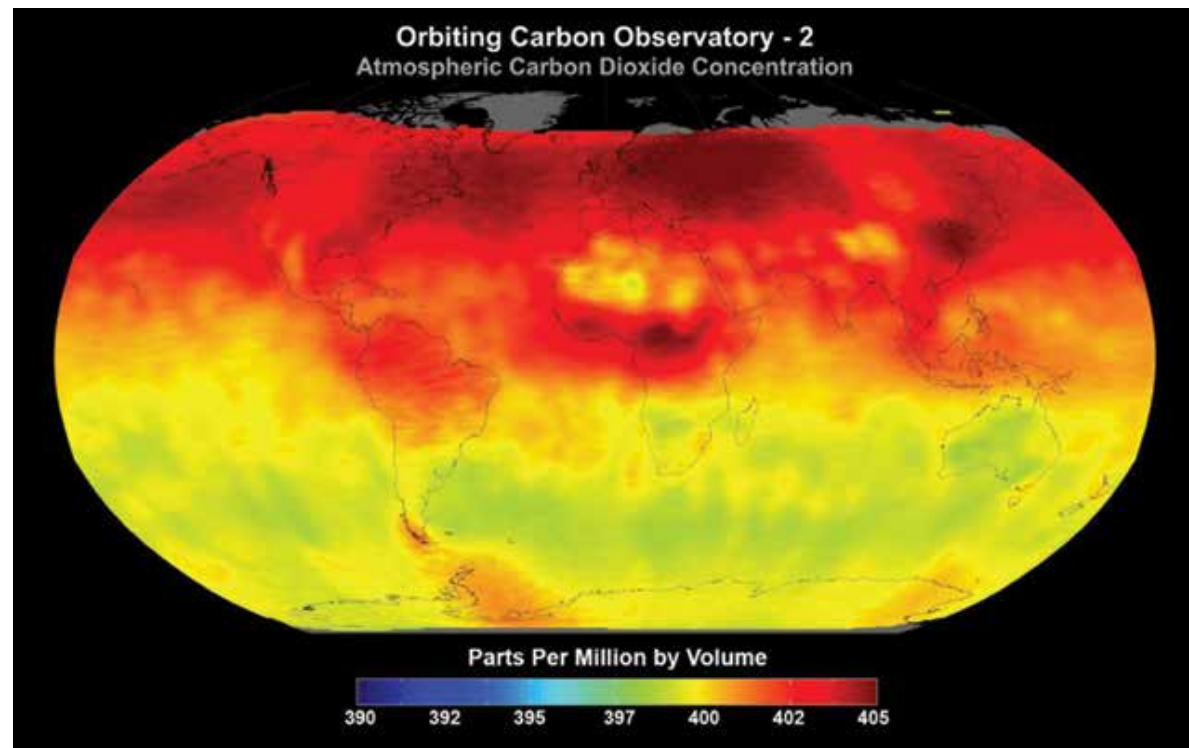 Orbiting Carbon Observatory - 2
Atmospheric Carbon Dioxide Concentration
Parts Per Million by Volume
390 392 395 397 400 402 405